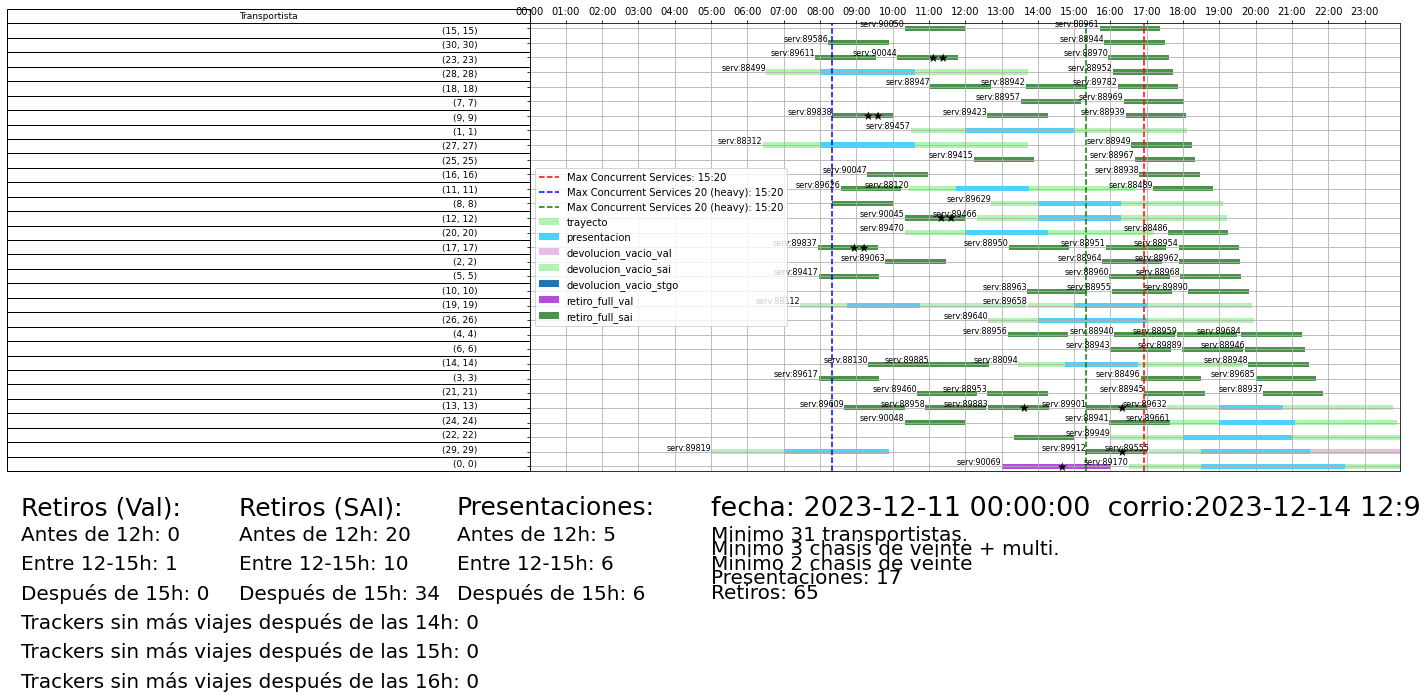 Transportista
00:00 01:00 02:00 03:00 04:00 05:00 06:00 07:00 08:00 09:00 10:00 11:00 12:00 13:00 14:00 15:00 16:00 17:00 18:00 19:00 20:00 21:00 22:00 23:00
(15, 15) serv:90050 serv:88961
(30, 30) serv:89586 serv:88944
(23, 23) serv:89611 serv:90044 serv:88970
(28, 28) serv:88499 serv:88952
(18, 18) serv:88947 serv:88942 serv:89782
(7, 7) serv:88957 serv:88969
(9, 9) serv:89838 serv:89423 serv:88939
(1, 1) serv:89457
(27, 27) serv:88312 serv:88949
(25, 25) serv:89415 serv:88967
(16, 16) serv:90047 serv:88938
(11, 11) serv:89626 serv:88120 serv:88489
(8, 8) serv:89629
(12, 12) serv:90045 serv:89466
(20, 20) serv:89470 serv:88486
(17, 17) serv:89837 serv:88950 serv:88951 serv:88954
(2, 2) serv:89063 serv:88964 serv:88962
(5, 5) serv:89417 serv:88960 serv:88968
(10, 10) serv:88963 serv:88955 serv:89890
(19, 19) serv:88112 serv:89658
(26, 26) serv:89640
(4, 4) serv:88956 serv:88940 serv:88959 serv:89684
(6, 6) serv:88943 serv:89889 serv:88946
(14, 14) serv:88130 serv:89885 serv:88094 serv:88948
(3, 3) serv:89617 serv:88496 serv:89685
(21, 21) serv:89460 serv:88953 serv:88945 serv:88937
(13, 13) serv:89609 serv:88958 serv:89883 serv:89901 serv:89632
(24, 24) serv:90048 serv:88941 serv:89661
(22, 22) serv:89949
(29, 29) serv:89819 serv:89912 serv:89555
(0, 0) serv:90069 serv:89170
Max Concurrent Services: 15:20
Max Concurrent Services 20 (heavy): 15:20
Max Concurrent Services 20 (heavy): 15:20
trayecto
presentacion
devolucion_vacio_val
devolucion_vacio_sai
devolucion_vacio_stgo
retiro_full_val
retiro_full_sai
Retiros (Val):
Antes de 12h: 0
Entre 12-15h: 1
Después de 15h: 0
Retiros (SAI):
Antes de 12h: 20
Entre 12-15h: 10
Después de 15h: 34
Presentaciones:
Antes de 12h: 5
Entre 12-15h: 6
Después de 15h: 6
Trackers sin más viajes después de las 14h: 0
Trackers sin más viajes después de las 15h: 0
Trackers sin más viajes después de las 16h: 0
fecha: 2023-12-11 00:00:00 corrio:2023-12-14 12:9
Minimo 31 transportistas.
Minimo 3 chasis de veinte + multi.
Minimo 2 chasis de veinte
Presentaciones: 17
Retiros: 65